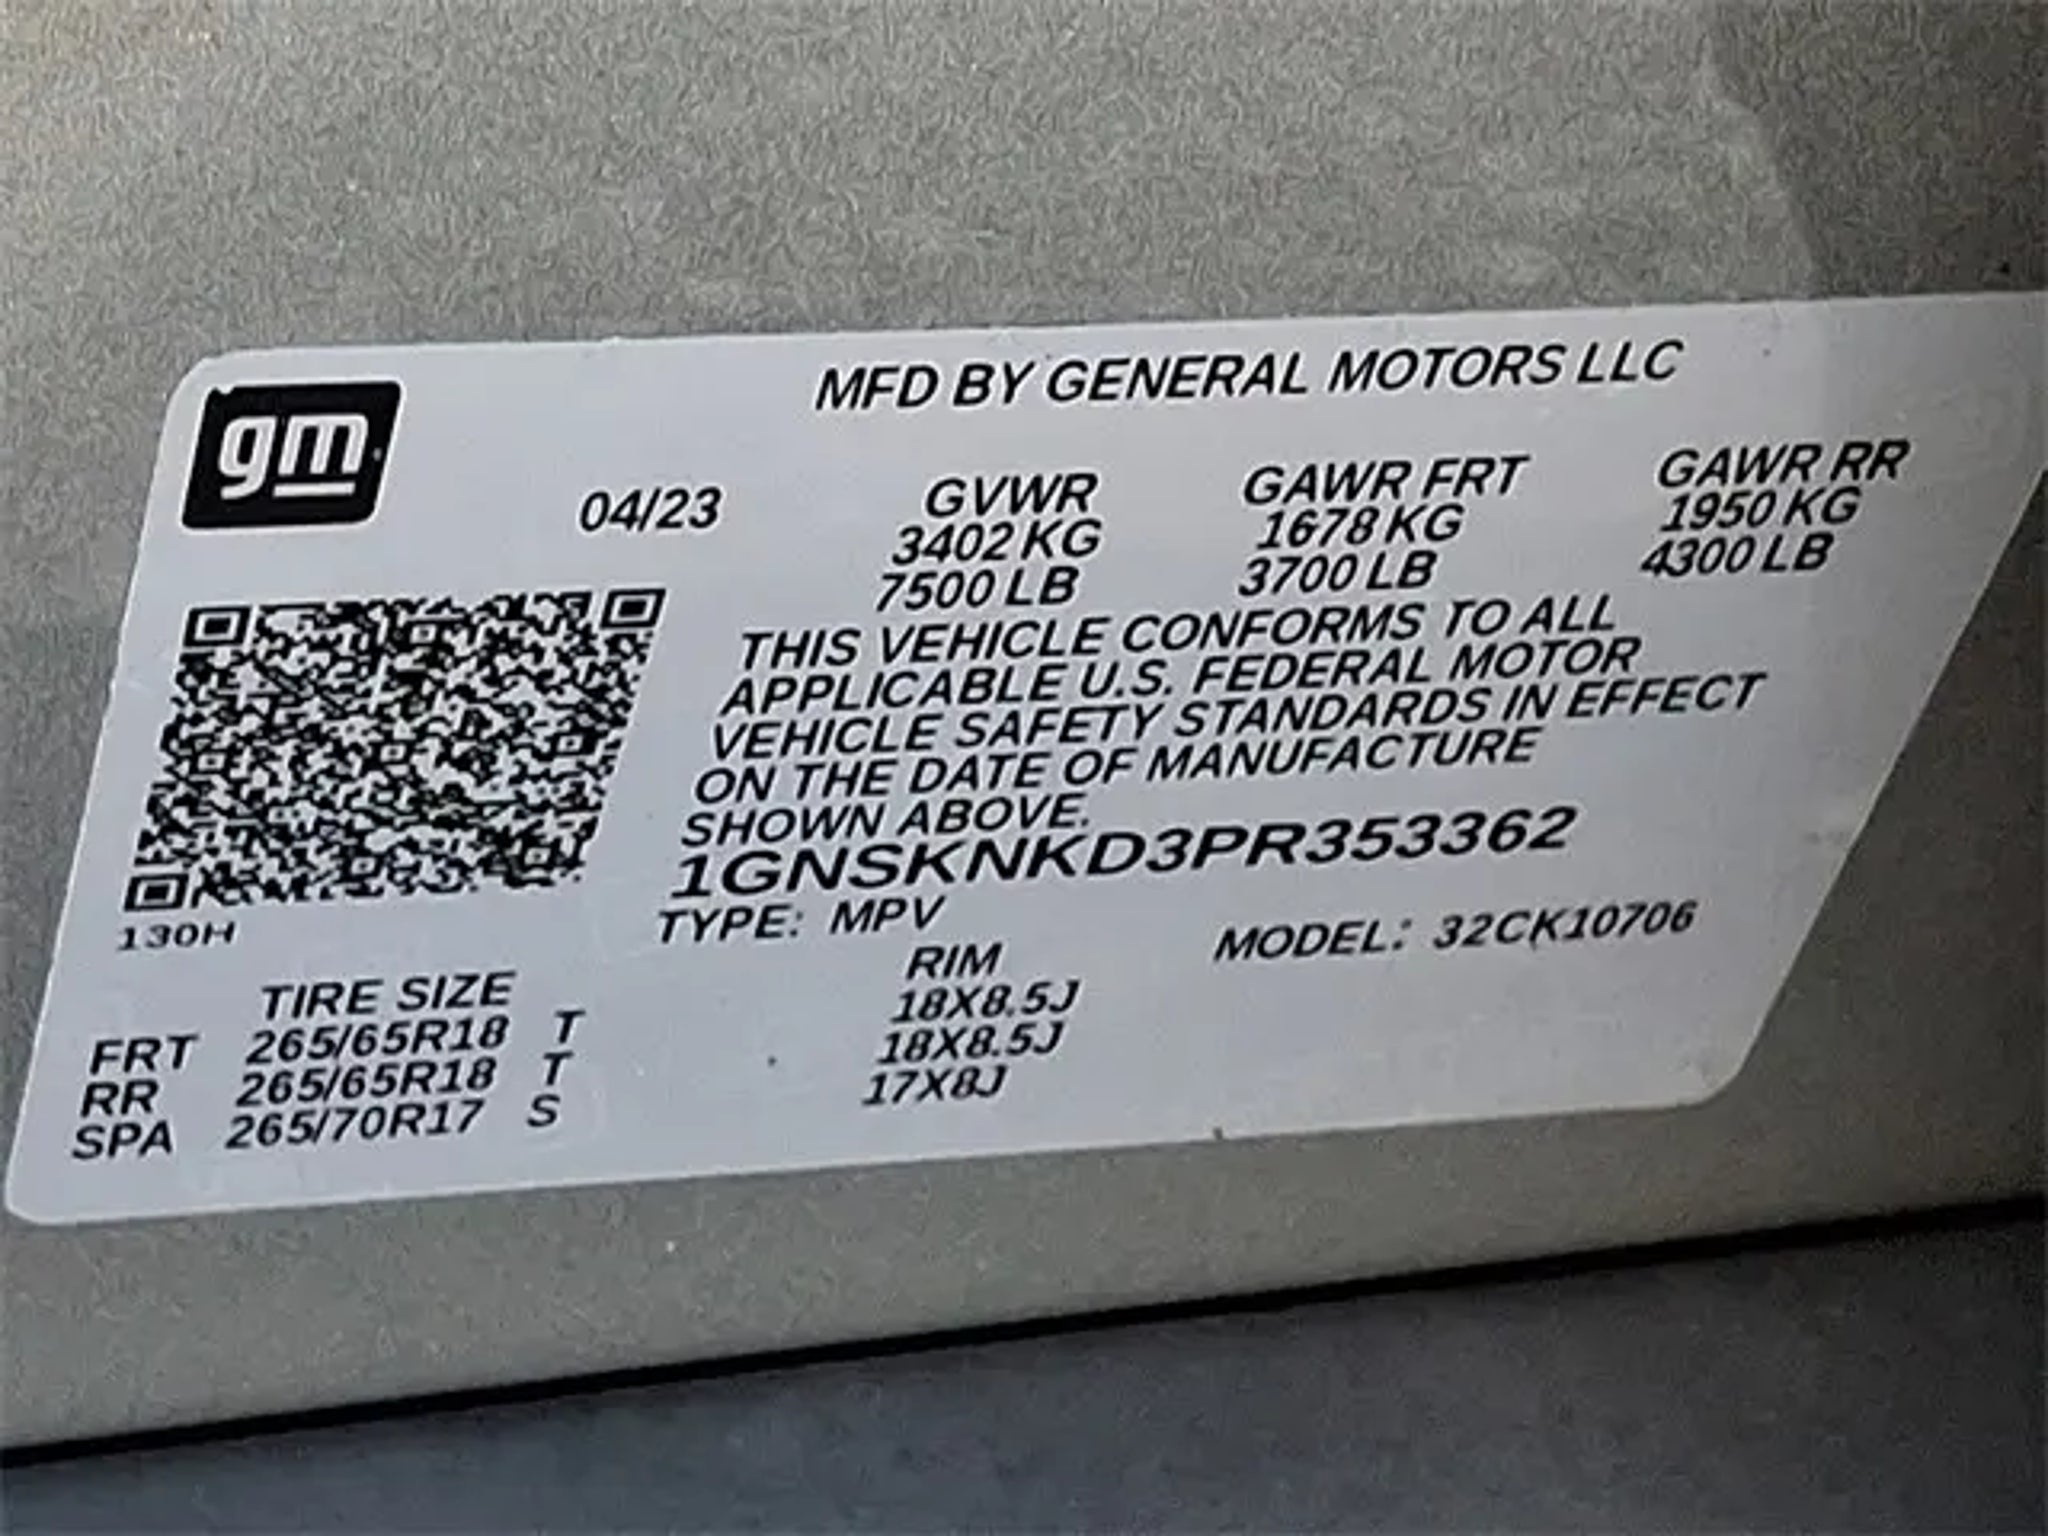 gm
MFD BY GENERAL MOTORS LLC
04/23 GVWR GAWR FRT GAWR RR
3402 KG 1678 KG 1950 KG
7500 LB 3700 LB 4300 LB
THIS VEHICLE CONFORMS TO ALL
APPLICABLE U.S. FEDERAL MOTOR
VEHICLE SAFETY STANDARDS IN EFFECT
ON THE DATE OF MANUFACTURE
SHOWN ABOVE.
1GNSKNKD3PR353362
130H
TYPE: MPV MODEL: 32CK10706
TIRE SIZE RIM
FRT 265/65R18 T 18X8.5J
RR 265/65R18 T 18X8.5J
SPA 265/70R17 S 17X8J